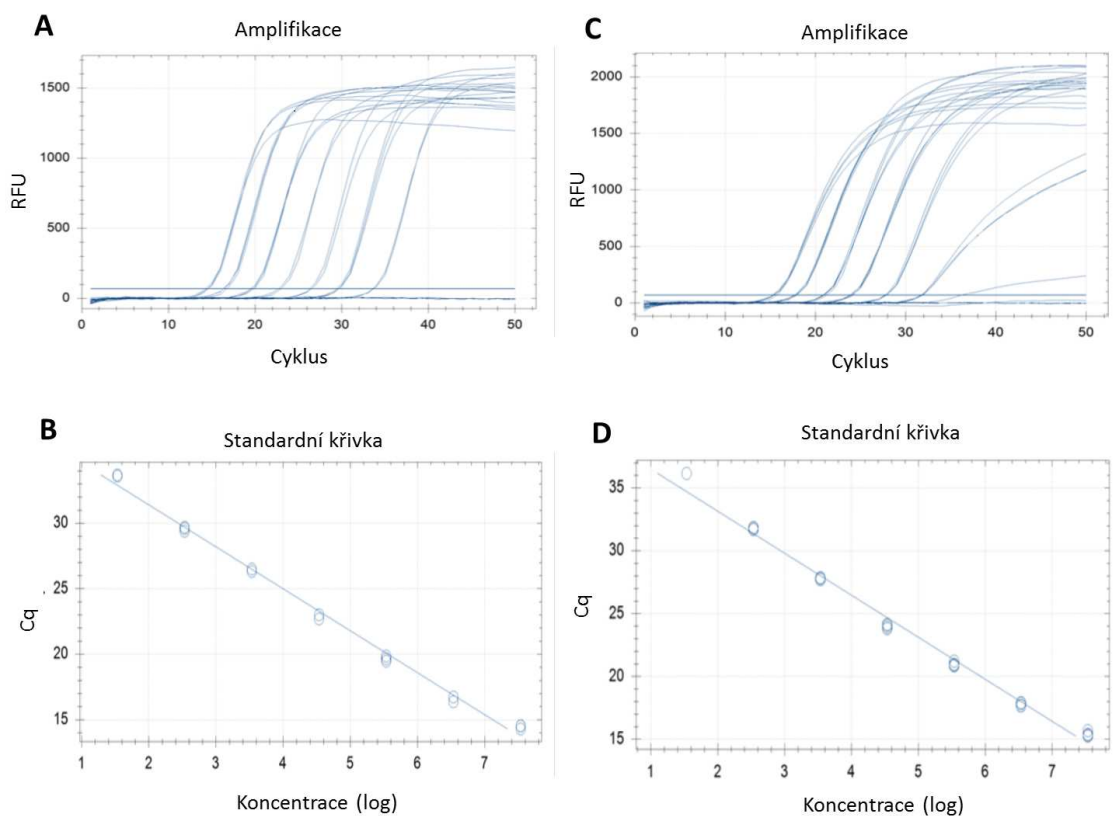 A
Amplifikace
1500
1000
500
0
RFU
0
10
20
30
40
50
Cyklus
C
Amplifikace
2000
1500
1000
500
0
RFU
0
10
20
30
40
50
Cyklus
B
Standardní křivka
30
25
20
15
Cq
1
2
3
4
5
6
7
Koncentrace (log)
D
Standardní křivka
35
30
25
20
15
Cq
1
2
3
4
5
6
7
Koncentrace (log)